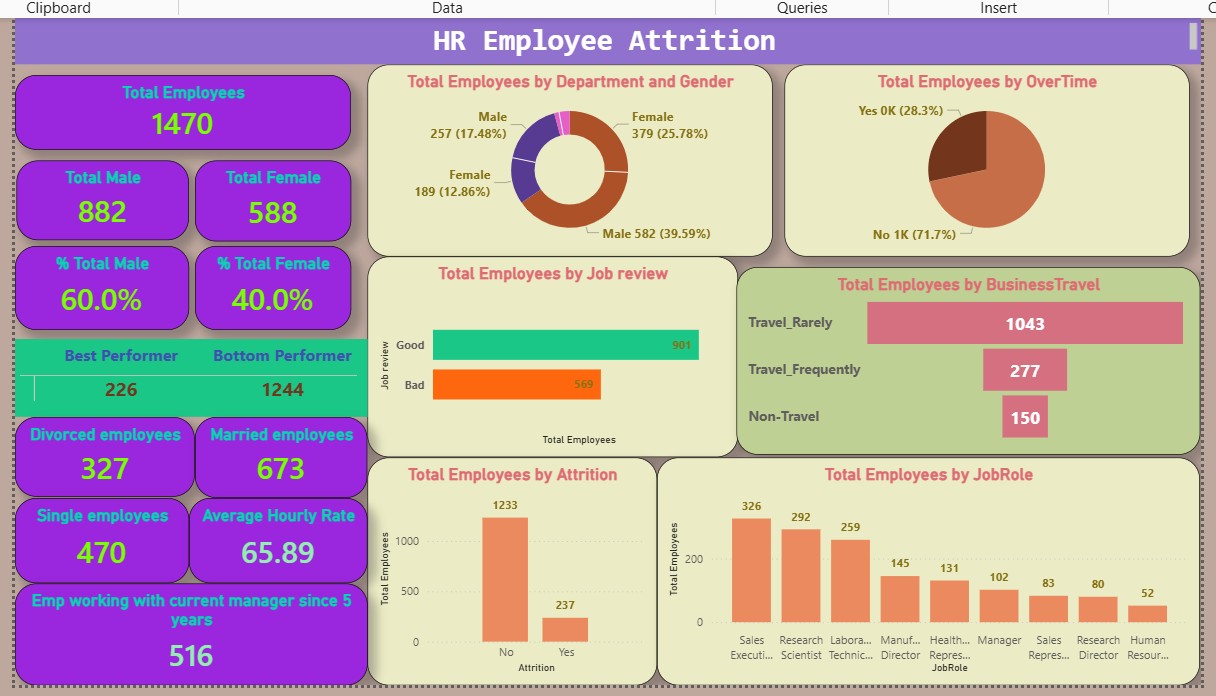 Clipboard
Data
Queries
Insert
HR Employee Attrition
Total Employees
1470
Total Male
882
Total Female
588
% Total Male
60.0%
% Total Female
40.0%
Best Performer
Bottom Performer
226
1244
Divorced employees
327
Married employees
673
Single employees
470
Average Hourly Rate
65.89
Emp working with current manager since 5
years
516
Total Employees by Department and Gender
Male
257 (17.48%)
Female
379 (25.78%)
Female
189 (12.86%)
Male 582 (39.59%)
Total Employees by OverTime
Yes 0K (28.3%)
No 1K (71.7%)
Total Employees by Job review
Job review
Good
901
Bad
569
Total Employees
Total Employees by BusinessTravel
Travel_Rarely
1043
Travel_Frequently
277
Non-Travel
150
Total Employees by Attrition
Total Employees
1000
500
0
1233
237
No
Yes
Attrition
Total Employees by JobRole
Total Employees
200
0
326
292
259
145
131
102
83
80
52
Sales
Executi...
Research
Scientist
Labora...
Technic...
Manuf...
Director
Health...
Repres...
Manager
Sales
Repres...
Research
Director
Human
Resour...
JobRole